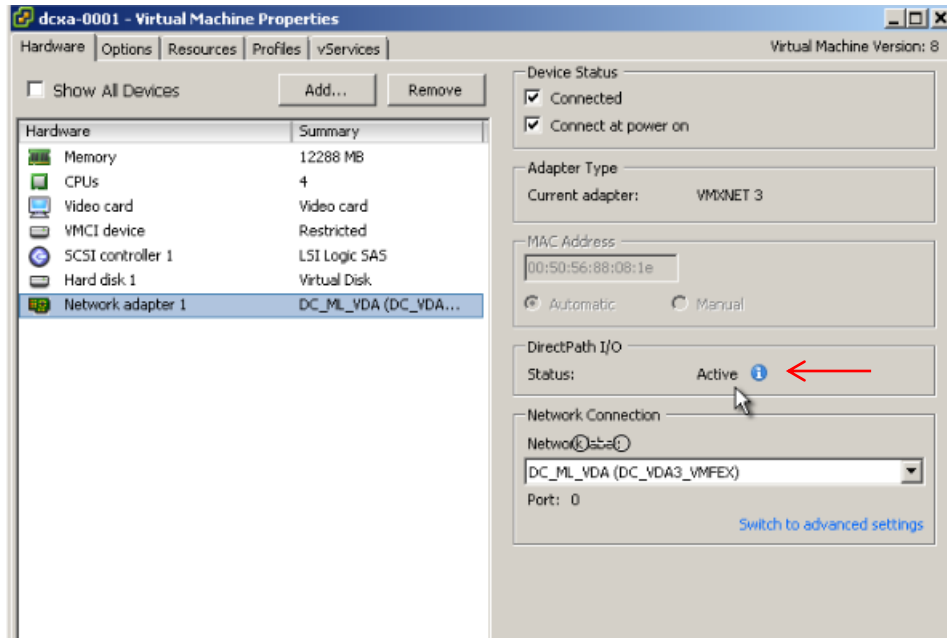 dcxa-0001 - Virtual Machine Properties
Hardware Options Resources Profiles vServices Virtual Machine Version: 8
Show All Devices Add... Remove
Hardware Summary
Memory 12288 MB
CPUs 4
Video card Video card
VMCI device Restricted
SCSI controller 1 LSI Logic SAS
Hard disk 1 Virtual Disk
Network adapter 1 DC_ML_VDA (DC_VDA...
Device Status
Connected
Connect at power on
Adapter Type
Current adapter: VMXNET 3
MAC Address
00:50:56:88:08:1e
Automatic Manual
DirectPath I/O
Status: Active
Network Connection
DC_ML_VDA (DC_VDA3_VMFEX)
Port: 0
Switch to advanced settings